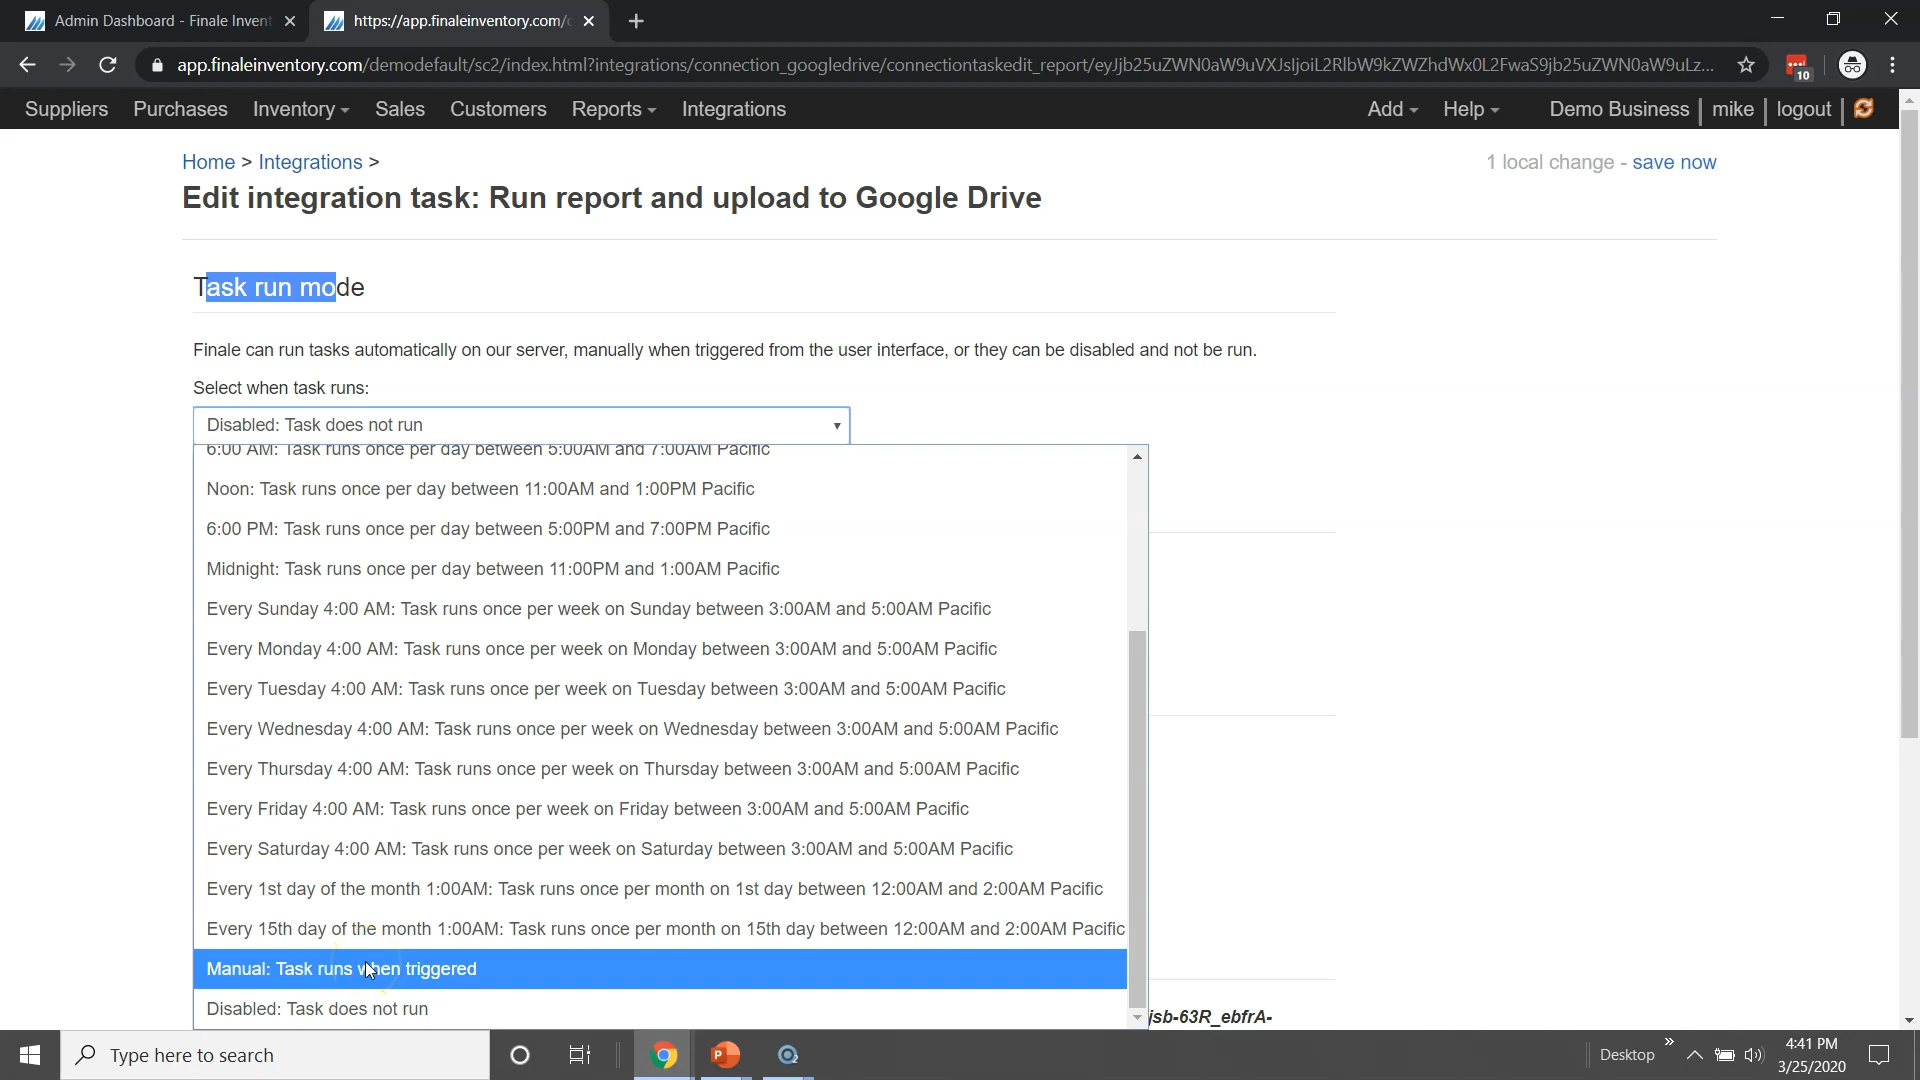 Admin Dashboard - Finale Invent
https://app.finaleinventory.com/
app.finaleinventory.com/demodefault/sc2/index.html?integrations/connection_googledrive/connectiontaskedit_report/eyJjb25uZWN0aW9uVXJsIjoiL2RlbW9kZWZhdWx0L2FwaS9jb25uZWN0aW9uLz...
10
Suppliers Purchases Inventory Sales Customers Reports Integrations Add Help Demo Business mike logout
Home > Integrations >
1 local change - save now
Edit integration task: Run report and upload to Google Drive
Task run mode
Finale can run tasks automatically on our server, manually when triggered from the user interface, or they can be disabled and not be run.
Select when task runs:
Disabled: Task does not run
6:00 AM: Task runs once per day between 5:00AM and 7:00AM Pacific
Noon: Task runs once per day between 11:00AM and 1:00PM Pacific
6:00 PM: Task runs once per day between 5:00PM and 7:00PM Pacific
Midnight: Task runs once per day between 11:00PM and 1:00AM Pacific
Every Sunday 4:00 AM: Task runs once per week on Sunday between 3:00AM and 5:00AM Pacific
Every Monday 4:00 AM: Task runs once per week on Monday between 3:00AM and 5:00AM Pacific
Every Tuesday 4:00 AM: Task runs once per week on Tuesday between 3:00AM and 5:00AM Pacific
Every Wednesday 4:00 AM: Task runs once per week on Wednesday between 3:00AM and 5:00AM Pacific
Every Thursday 4:00 AM: Task runs once per week on Thursday between 3:00AM and 5:00AM Pacific
Every Friday 4:00 AM: Task runs once per week on Friday between 3:00AM and 5:00AM Pacific
Every Saturday 4:00 AM: Task runs once per week on Saturday between 3:00AM and 5:00AM Pacific
Every 1st day of the month 1:00AM: Task runs once per month on 1st day between 12:00AM and 2:00AM Pacific
Every 15th day of the month 1:00AM: Task runs once per month on 15th day between 12:00AM and 2:00AM Pacific
Manual: Task runs when triggered
Disabled: Task does not run
jsb-63R_ebfrA-
Type here to search
Desktop
4:41 PM
3/25/2020